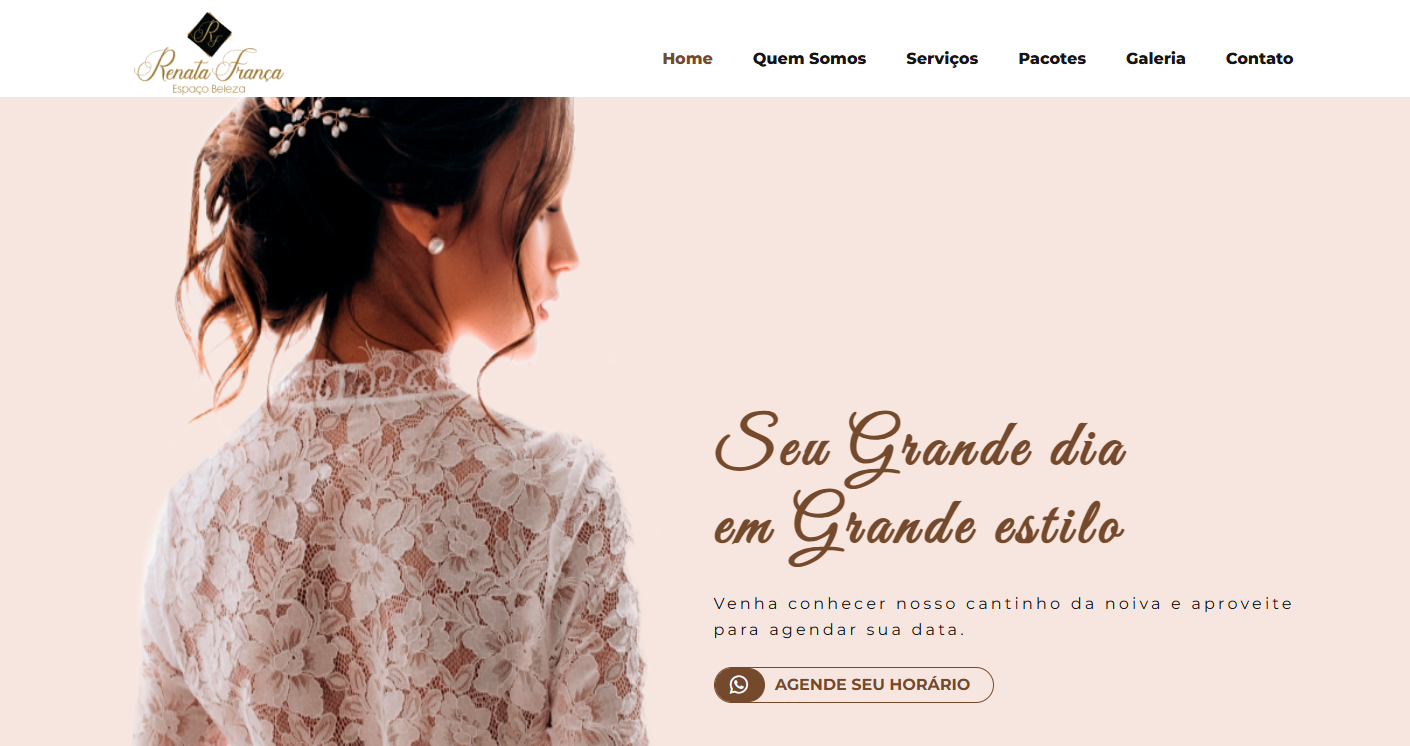 RF
Renata França
Espaço Beleza
Home Quem Somos Serviços Pacotes Galeria Contato
Seu Grande dia
em Grande estilo
Venha conhecer nosso cantinho da noiva e aproveite
para agendar sua data.
AGENDE SEU HORÁRIO